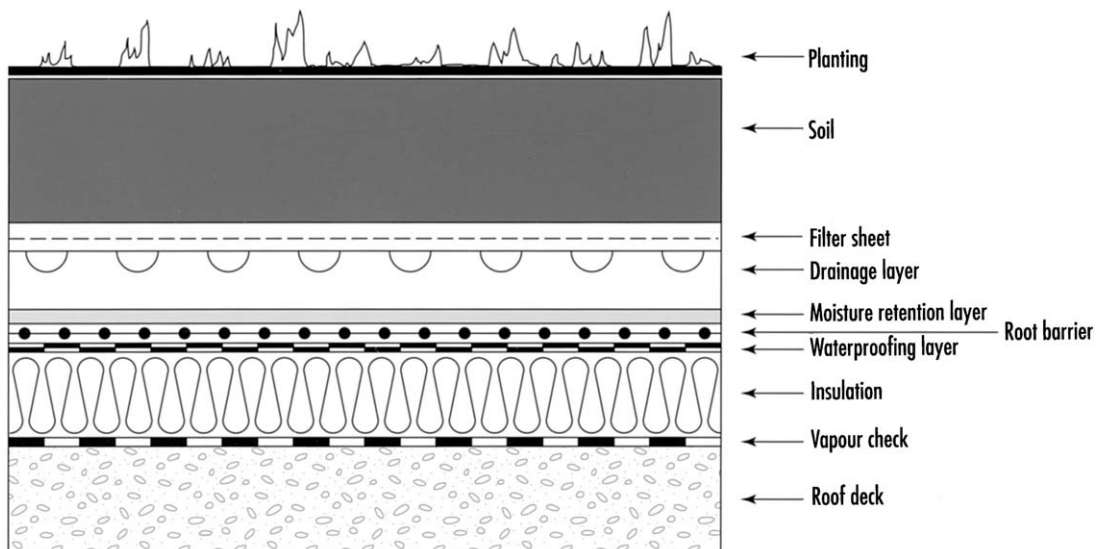 Planting
Soil
Filter sheet
Drainage layer
Moisture retention layer
Root barrier
Waterproofing layer
Insulation
Vapour check
Roof deck